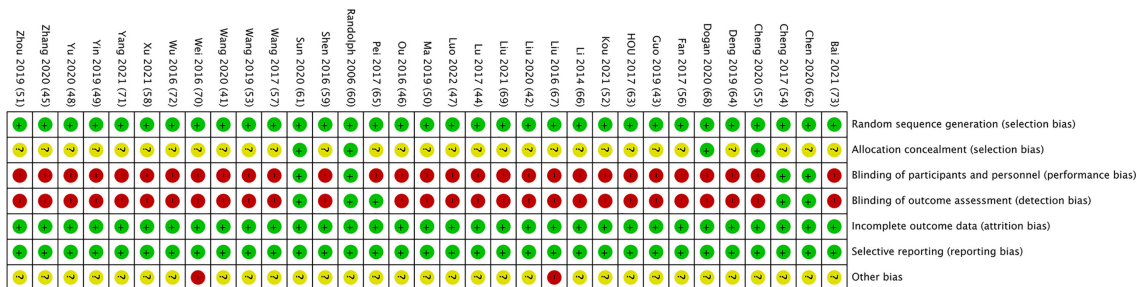 Zhou 2019 (51)
Zhang 2020 (45)
Yu 2020 (48)
Yin 2019 (49)
Yang 2021 (71)
Xu 2021 (58)
Wu 2016 (72)
Wei 2016 (70)
Wang 2020 (41)
Wang 2019 (53)
Wang 2017 (57)
Sun 2020 (61)
Shen 2016 (59)
Randolph 2006 (60)
Pei 2017 (65)
Ou 2016 (46)
Ma 2019 (50)
Luo 2022 (47)
Lu 2017 (44)
Liu 2021 (69)
Liu 2020 (42)
Liu 2016 (67)
Li 2014 (66)
Kou 2021 (52)
HOU 2017 (63)
Guo 2019 (43)
Fan 2017 (56)
Dogan 2020 (68)
Deng 2019 (64)
Cheng 2020 (55)
Cheng 2017 (54)
Chen 2020 (62)
Bai 2021 (73)
Random sequence generation (selection bias)
Allocation concealment (selection bias)
Blinding of participants and personnel (performance bias)
Blinding of outcome assessment (detection bias)
Incomplete outcome data (attrition bias)
Selective reporting (reporting bias)
Other bias